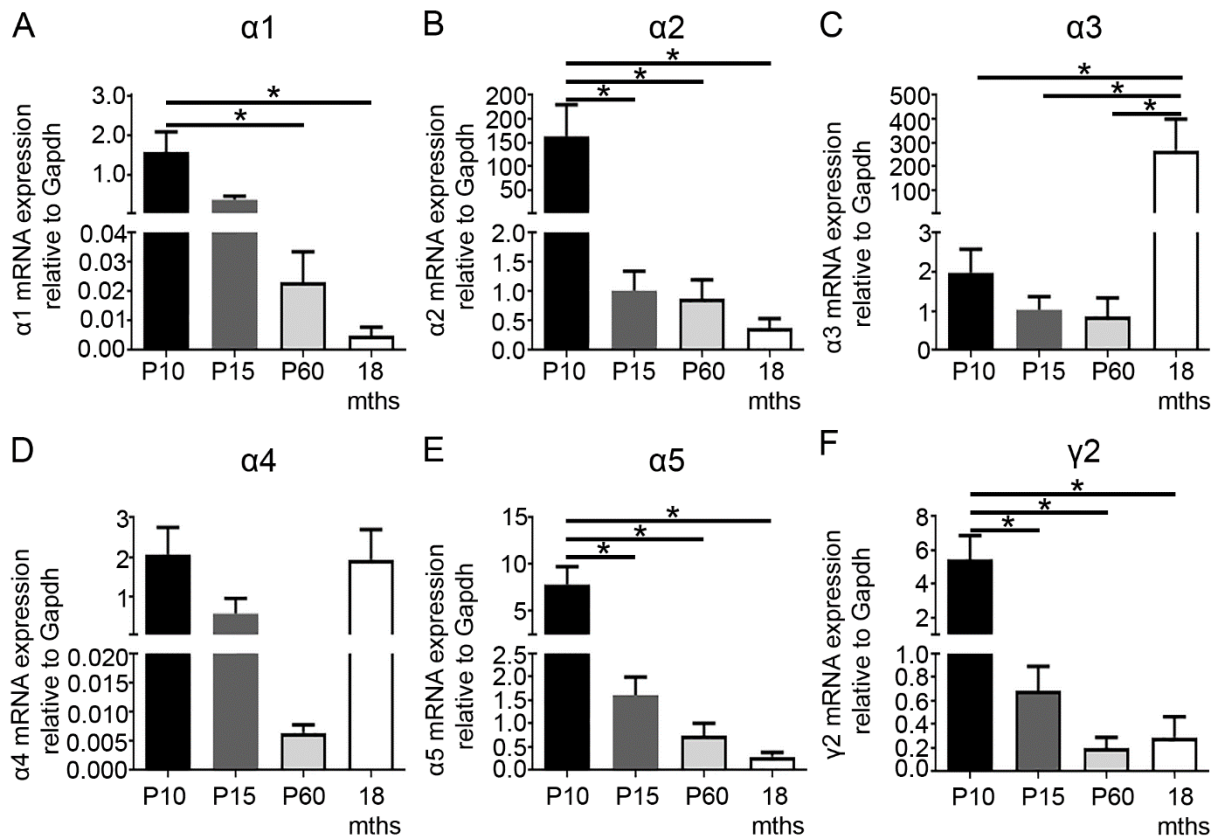 A
α1
α1 mRNA expression
relative to Gapdh
3.0
2.0
1.0
0.04
0.03
0.02
0.01
0.00
*
*
P10 P15 P60 18
mths
B
α2
α2 mRNA expression
relative to Gapdh
200
150
100
50
2.0
1.5
1.0
0.5
0.0
*
*
*
P10 P15 P60 18
mths
C
α3
α3 mRNA expression
relative to Gapdh
500
400
300
200
100
3
2
1
0
*
*
*
P10 P15 P60 18
mths
D
α4
α4 mRNA expression
relative to Gapdh
3
2
1
0.020
0.015
0.010
0.005
0.000
P10 P15 P60 18
mths
E
α5
α5 mRNA expression
relative to Gapdh
15
10
5
2.5
2.0
1.5
1.0
0.5
0.0
*
*
*
P10 P15 P60 18
mths
F
γ2
γ2 mRNA expression
relative to Gapdh
8
6
4
2
1.0
0.8
0.6
0.4
0.2
0.0
*
*
*
P10 P15 P60 18
mths